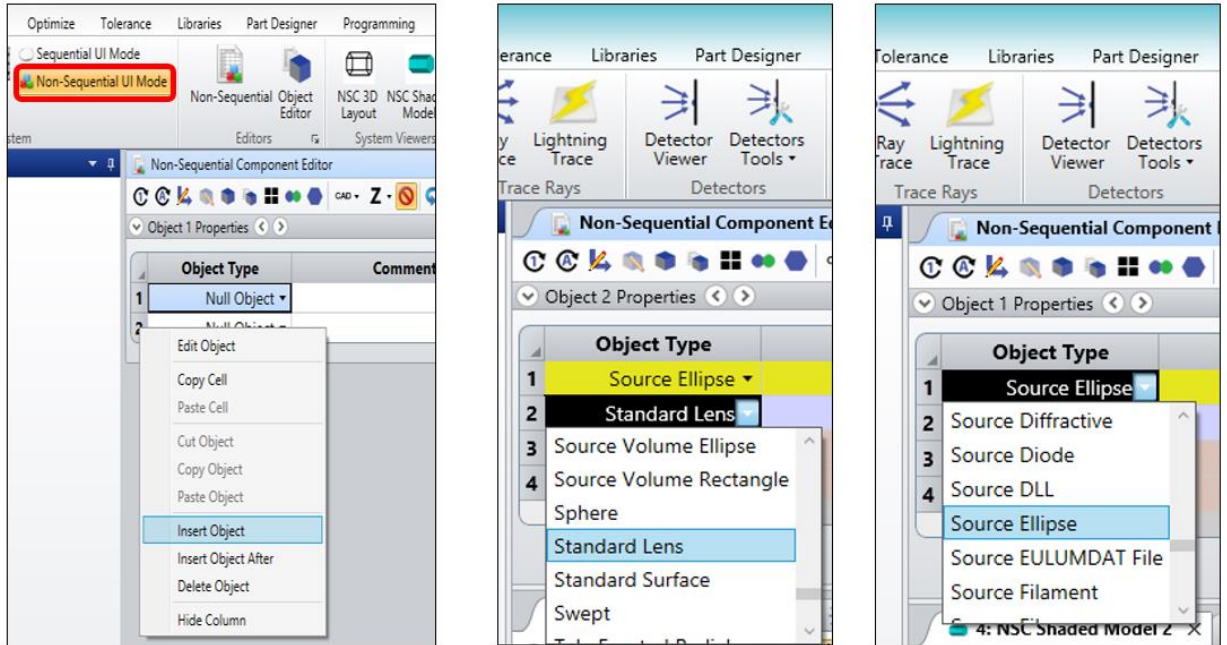 Optimize Tolerance Libraries Part Designer Programming
Sequential UI Mode
Non-Sequential UI Mode
Non-Sequential Object Editor
NSC 3D Layout
NSC Model
Editors
System Viewers
Non-Sequential Component Editor
CAD Z
Object 1 Properties
Object Type Comment
1 Null Object
2 Null Object
Edit Object
Copy Cell
Paste Cell
Cut Object
Copy Object
Paste Object
Insert Object
Insert Object After
Delete Object
Hide Column
Libraries Part Designer
Lightning Trace
Detector Viewer
Detectors Tools
Trace Rays Detectors
Non-Sequential Component
Object 2 Properties
Object Type
1 Source Ellipse
2 Standard Lens
3 Source Volume Ellipse
4 Source Volume Rectangle
Sphere
Standard Lens
Standard Surface
Swept
Tolerance Libraries Part Designer
Ray Trace
Lightning Trace
Detector Viewer
Detectors Tools
Trace Rays Detectors
Non-Sequential Component
Object 1 Properties
Object Type
1 Source Ellipse
2 Source Diffractive
3 Source Diode
4 Source DLL
Source Ellipse
Source EULUMDAT File
Source Filament
4: NSC Shaded Model 2